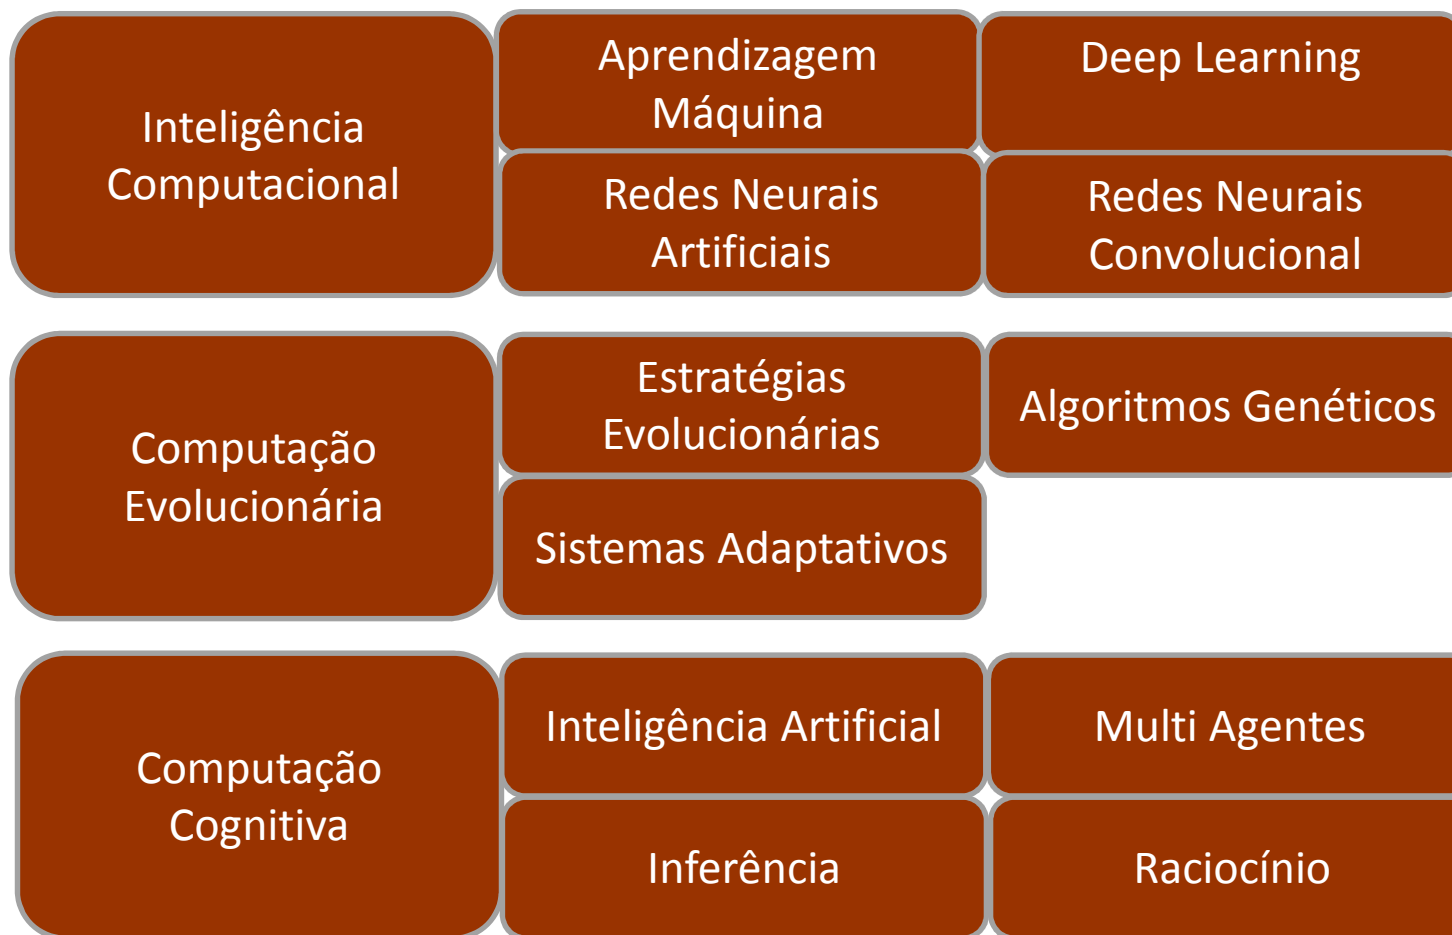 Inteligência
Computacional
Aprendizagem
Máquina
Deep Learning
Redes Neurais
Artificiais
Redes Neurais
Convolucional
Computação
Evolucionária
Estratégias
Evolucionárias
Algoritmos Genéticos
Sistemas Adaptativos
Computação
Cognitiva
Inteligência Artificial
Multi Agentes
Inferência
Raciocínio